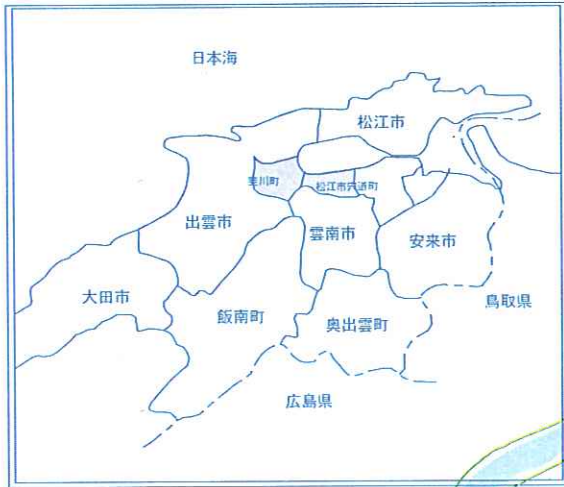 日本海
松江市
斐川町
松江市宍道町
出雲市
雲南市
安来市
大田市
飯南町
奥出雲町
鳥取県
広島県